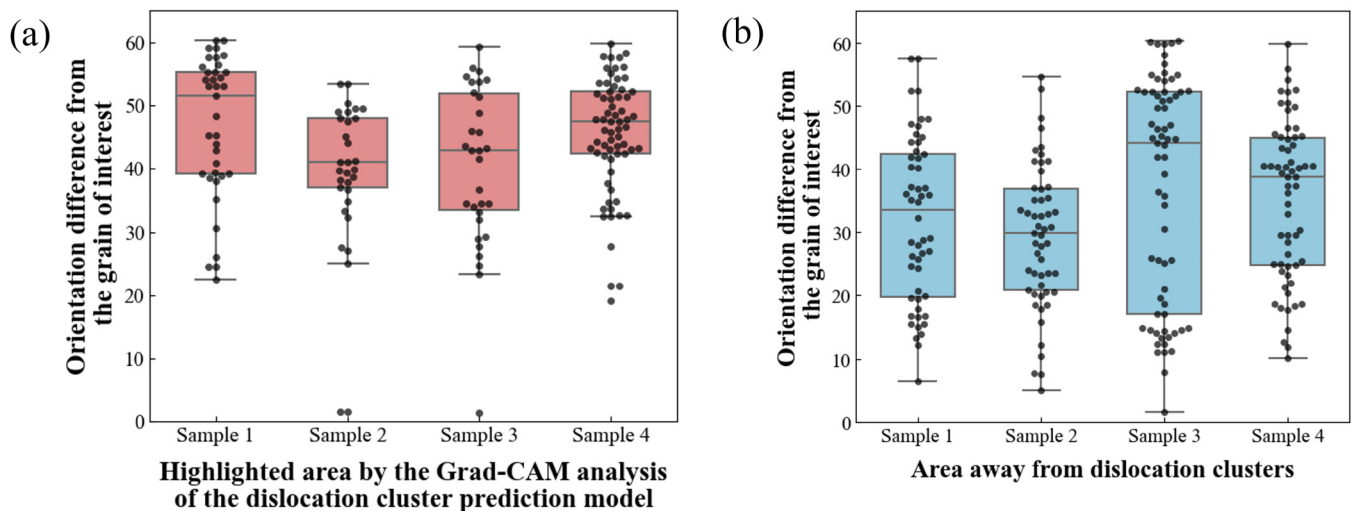 (a)
60
50
40
30
20
10
0
Orientation difference from
the grain of interest
Sample 1 Sample 2 Sample 3 Sample 4
Highlighted area by the Grad-CAM analysis
of the dislocation cluster prediction model
(b)
60
50
40
30
20
10
0
Orientation difference from
the grain of interest
Sample 1 Sample 2 Sample 3 Sample 4
Area away from dislocation clusters